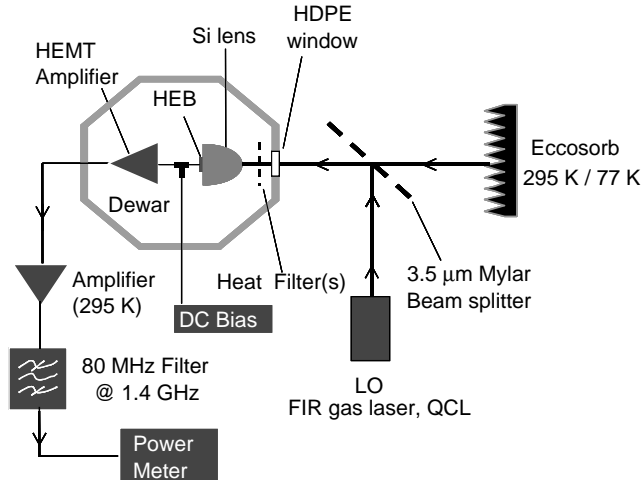 HDPE
window
Si lens
HEMT
Amplifier
HEB
Eccosorb
295 K / 77 K
Dewar
Heat Filter(s)
3.5 μm Mylar
Beam splitter
Amplifier
(295 K)
DC Bias
80 MHz Filter
@ 1.4 GHz
LO
FIR gas laser, QCL
Power
Meter